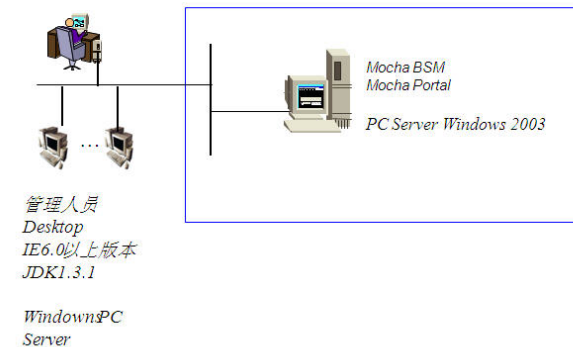 Mocha BSM
Mocha Portal
PC Server Windows 2003
管理人员
Desktop
IE6.0以上版本
JDK1.3.1
WindownsPC
Server